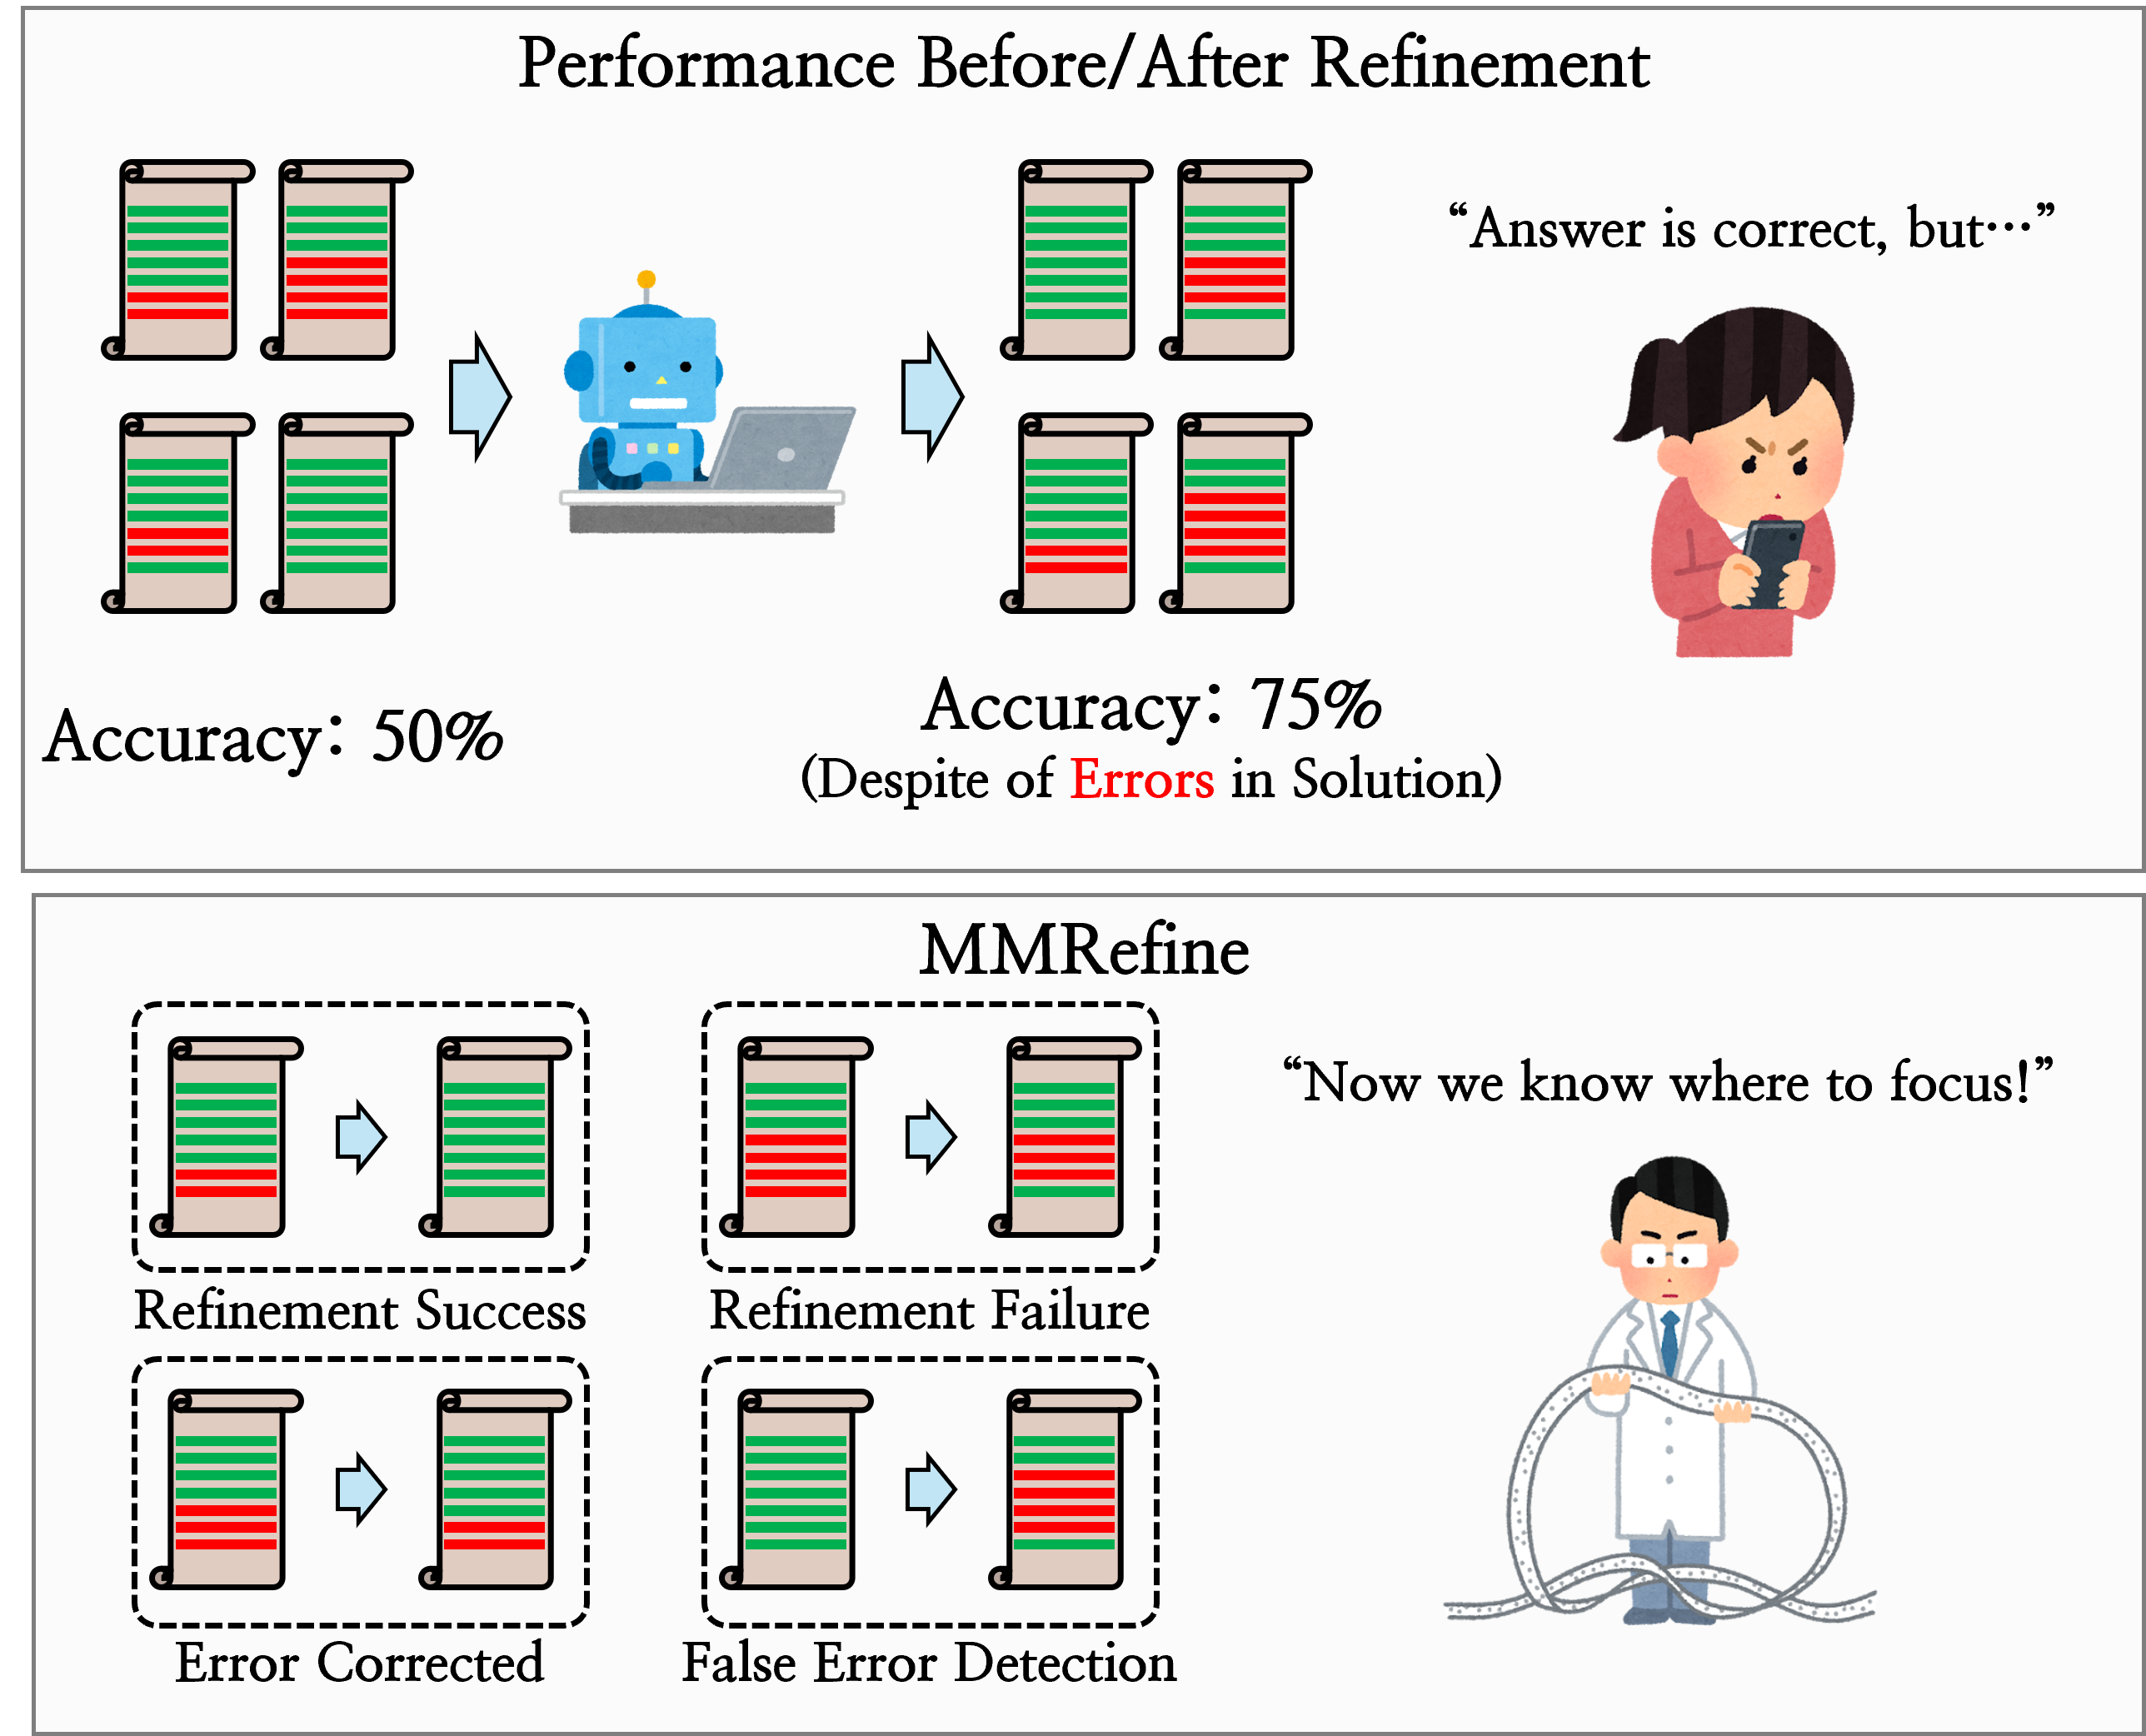 Performance Before/After Refinement
“Answer is correct, but…”
Accuracy: 50%
Accuracy: 75%
(Despite of Errors in Solution)
MMRefine
“Now we know where to focus!”
Refinement Success
Refinement Failure
Error Corrected
False Error Detection